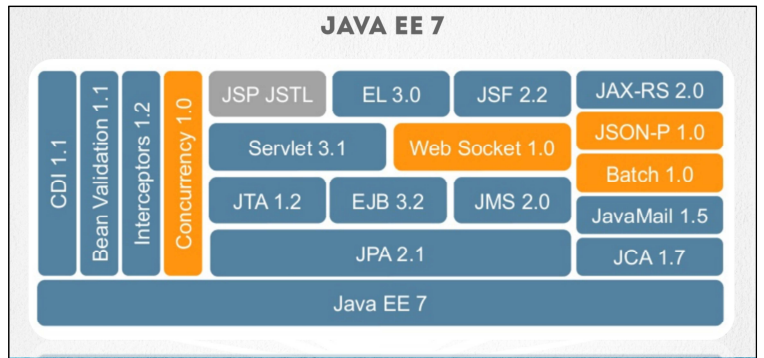 JAVA EE 7
CDI 1.1
Bean Validation 1.1
Interceptors 1.2
Concurrency 1.0
JSP JSTL
EL 3.0
JSF 2.2
JAX-RS 2.0
Servlet 3.1
Web Socket 1.0
JSON-P 1.0
Batch 1.0
JTA 1.2
EJB 3.2
JMS 2.0
JavaMail 1.5
JPA 2.1
JCA 1.7
Java EE 7